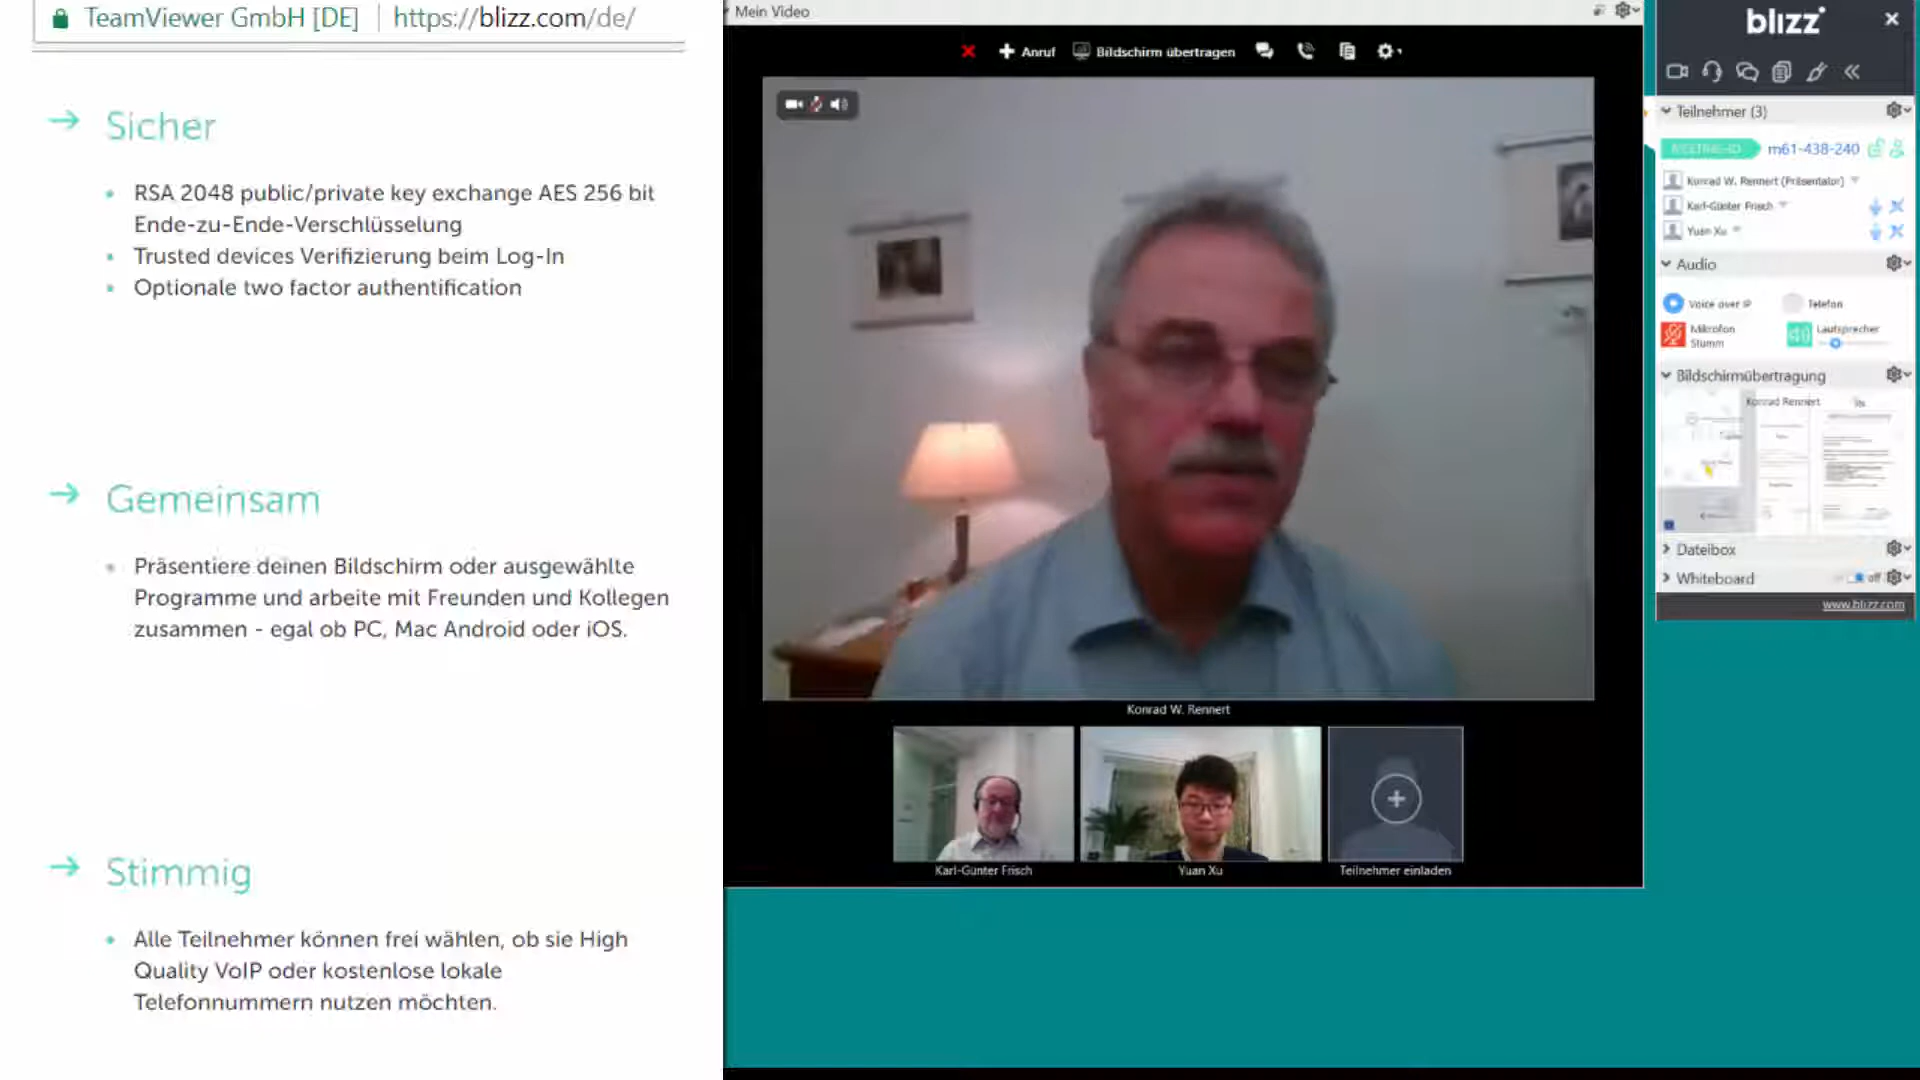 TeamViewer GmbH [DE] | https://blizz.com/de/
Sicher
RSA 2048 public/private key exchange AES 256 bit
Ende-zu-Ende-Verschlüsselung
Trusted devices Verifizierung beim Log-In
Optionale two factor authentification
Gemeinsam
Präsentiere deinen Bildschirm oder ausgewählte
Programme und arbeite mit Freunden und Kollegen
zusammen - egal ob PC, Mac Android oder iOS.
Stimmig
Alle Teilnehmer können frei wählen, ob sie High
Quality VoIP oder kostenlose lokale
Telefonnummern nutzen möchten.
Mein Video
Anruf
Bildschirm übertragen
Konrad W. Rennert
Karl-Günter Frisch
Yuan Xu
Teilnehmer einladen
blizz
Teilnehmer (3)
m61-438-240
Konrad W. Rennert (Präsentator)
Karl-Günter Frisch
Yuan Xu
Audio
Voice over IP
Telefon
Mikrofon
Stumm
Lautsprecher
Bildschirmübertragung
Konrad Rennert
Dateibox
Whiteboard
off
www.blizz.com